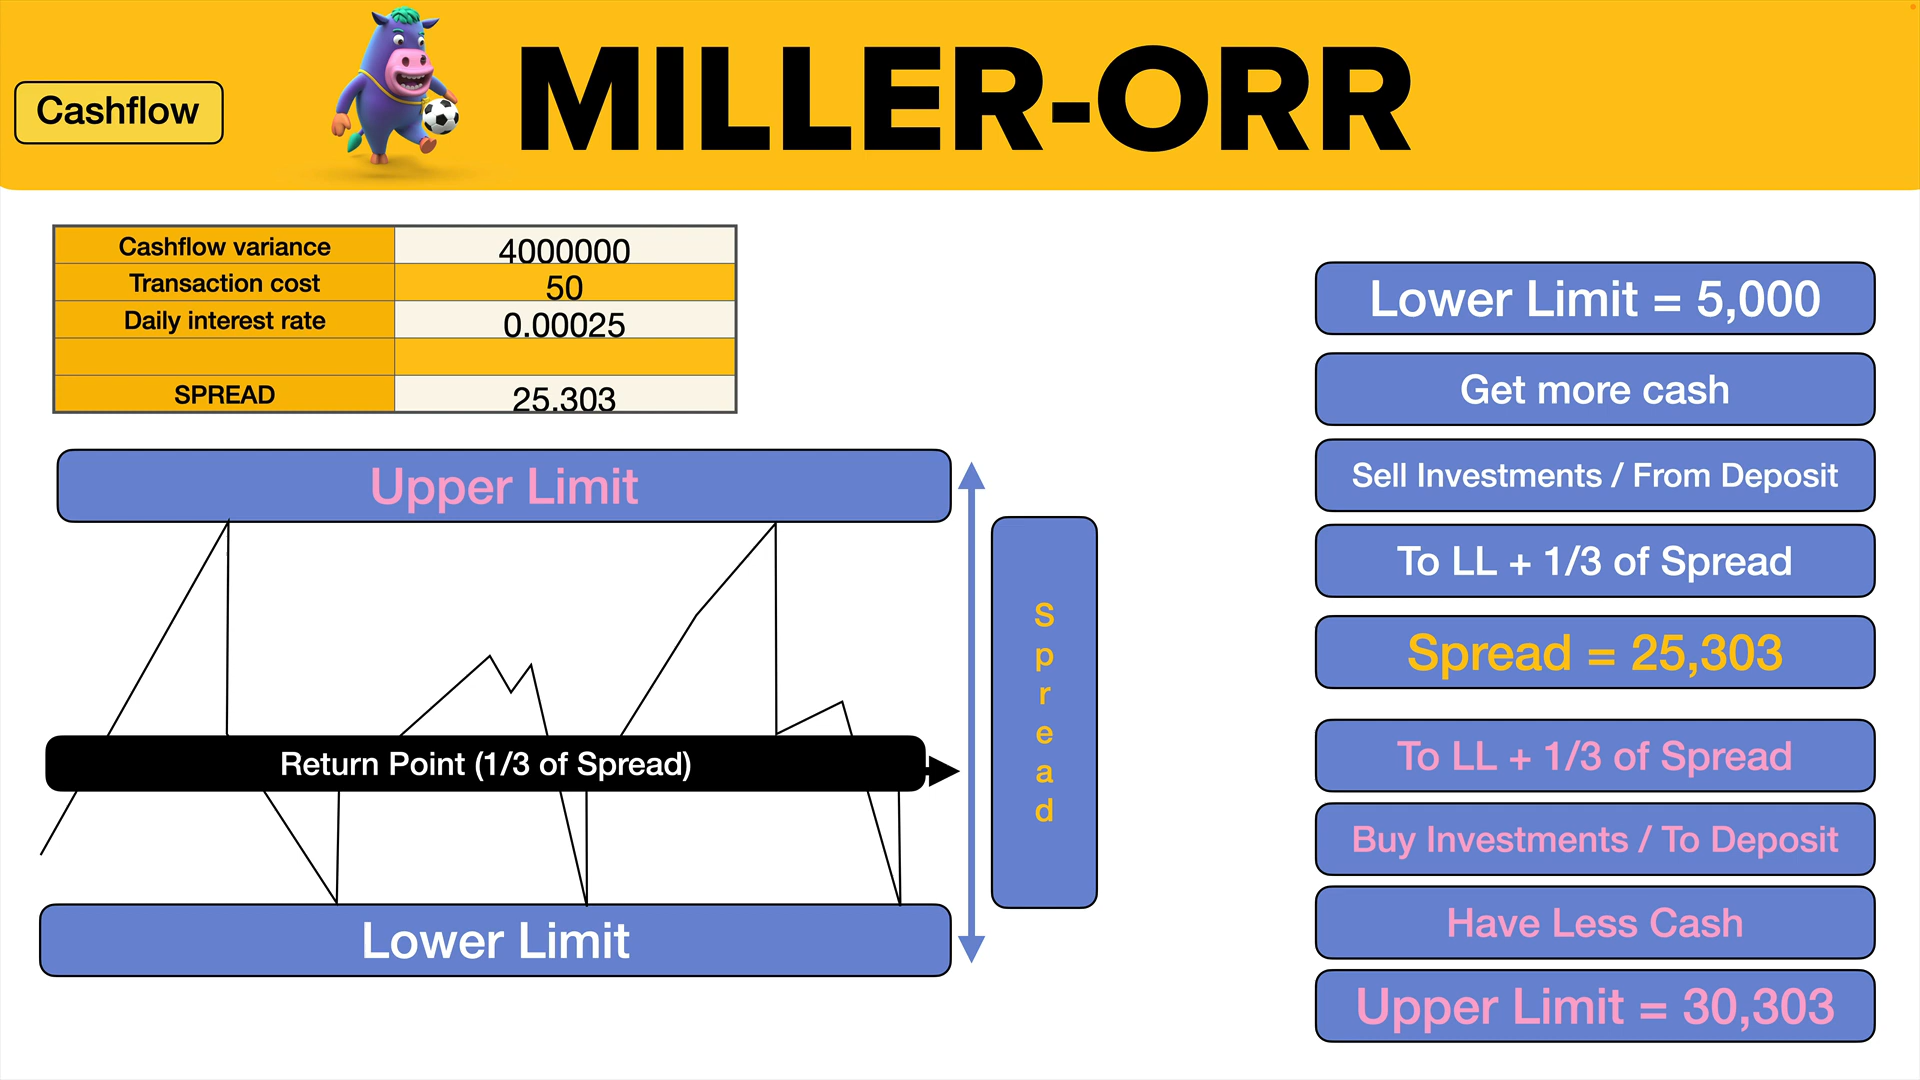 Cashflow
MILLER-ORR
Cashflow variance 4000000
Transaction cost 50
Daily interest rate 0.00025
SPREAD 25,303
Upper Limit
Return Point (1/3 of Spread)
Lower Limit
Spread
Lower Limit = 5,000
Get more cash
Sell Investments / From Deposit
To LL + 1/3 of Spread
Spread = 25,303
To LL + 1/3 of Spread
Buy Investments / To Deposit
Have Less Cash
Upper Limit = 30,303